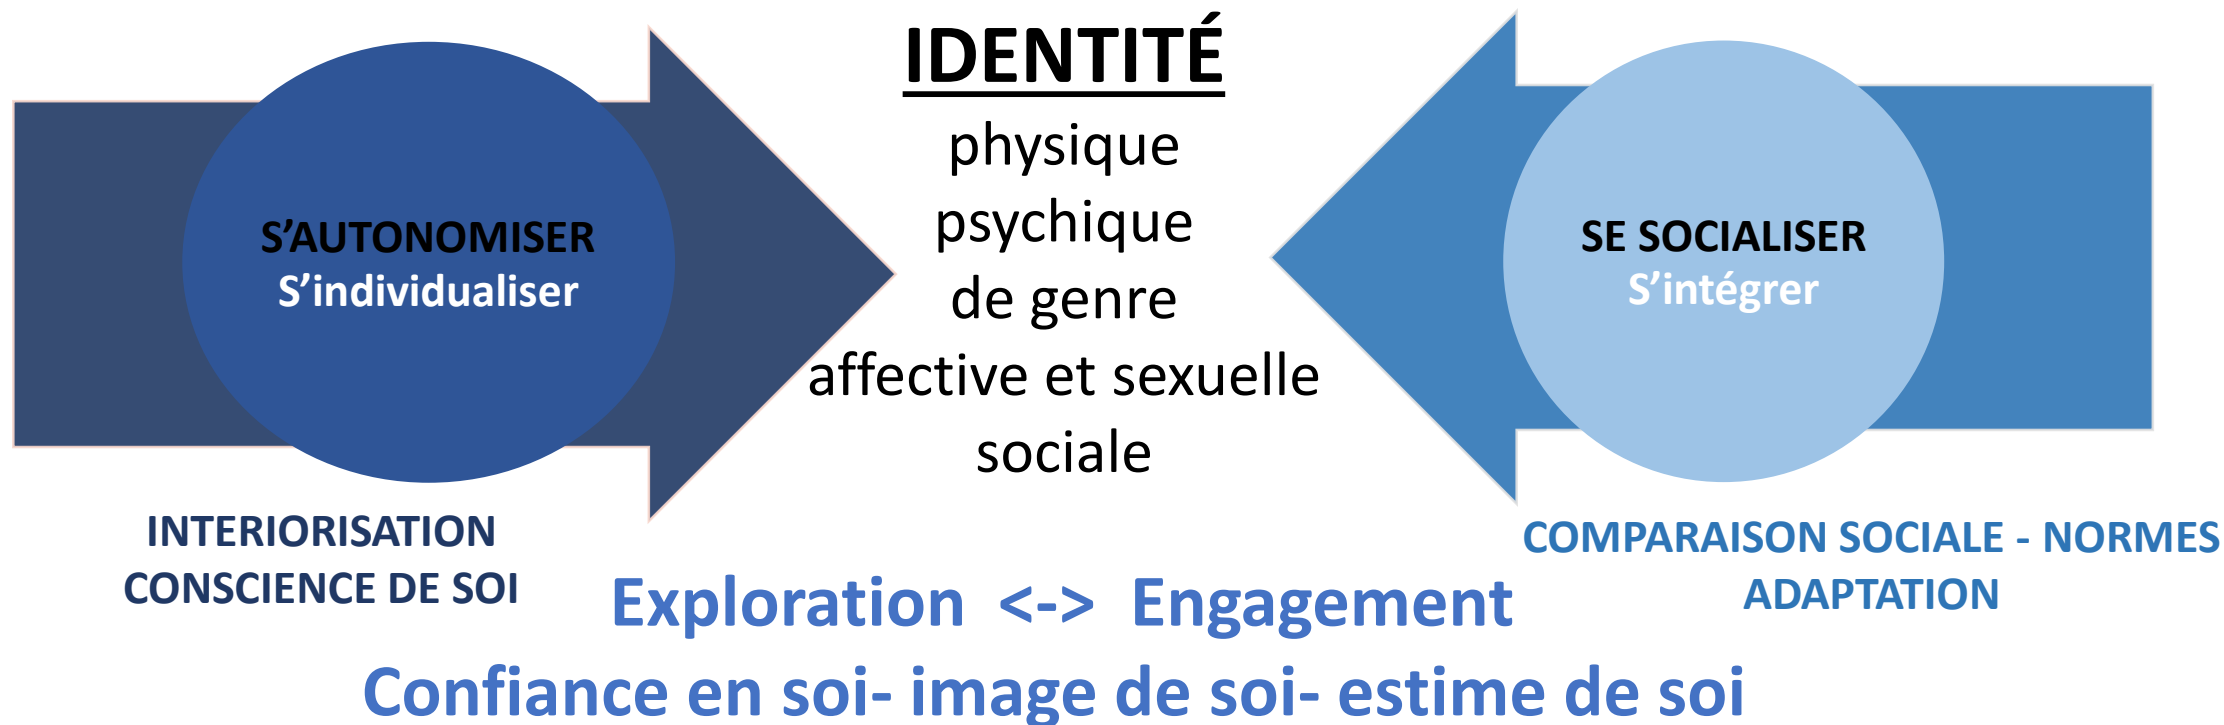 IDENTITÉ
physique
psychique
de genre
affective et sexuelle
sociale
S’AUTONOMISER
S’individualiser
SE SOCIALISER
S’intégrer
INTERIORISATION
CONSCIENCE DE SOI
COMPARAISON SOCIALE - NORMES
ADAPTATION
Exploration <-> Engagement
Confiance en soi- image de soi- estime de soi